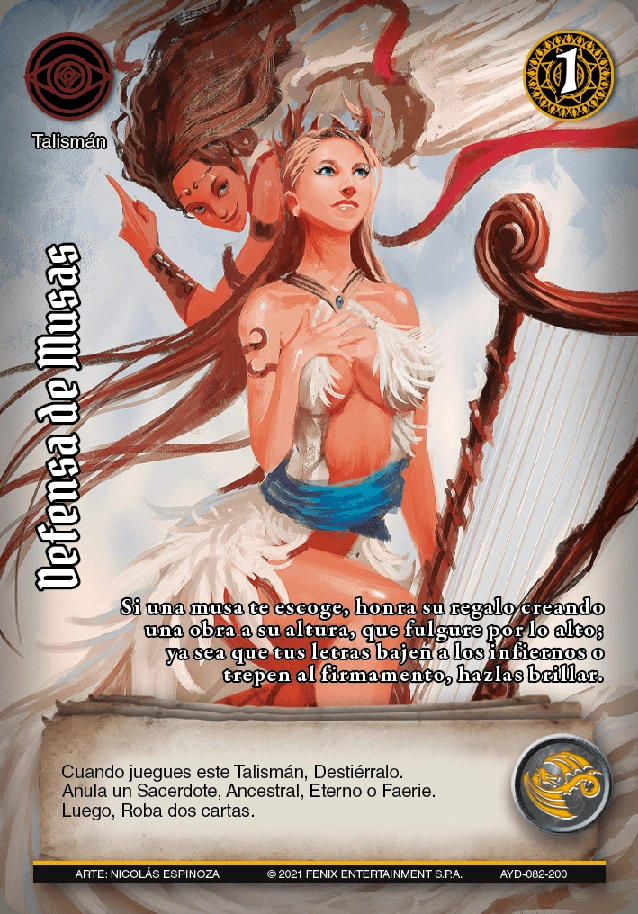 1
Talismán
Defensa de Musas
Si una musa te escoge, honra su regalo creando
una obra a su altura, que fulgure por lo alto;
ya sea que tus letras bajen a los infiernos o
trepen al firmamento, hazlas brillar.
Cuando juegues este Talismán, Destiérralo.
Anula un Sacerdote, Ancestral, Eterno o Faerie.
Luego, Roba dos cartas.
ARTE: NICOLÁS ESPINOZA © 2021 FENIX ENTERTAINMENT S.P.A. AYD-082-200